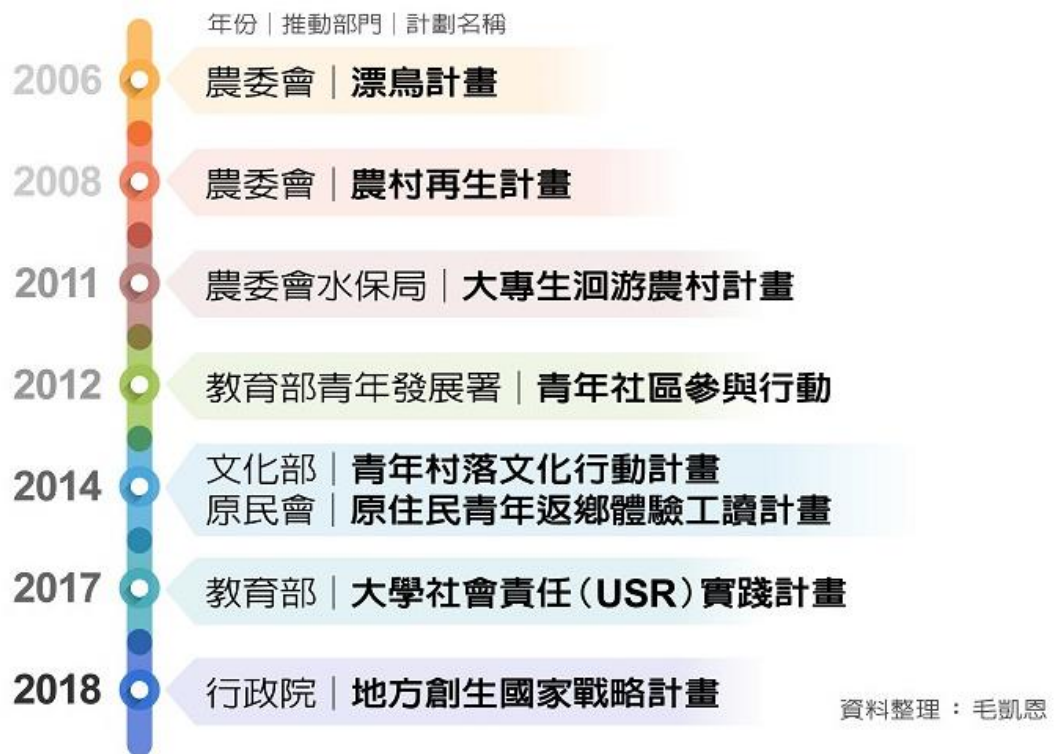 年份｜推動部門｜計劃名稱
2006 農委會｜漂鳥計畫
2008 農委會｜農村再生計畫
2011 農委會水保局｜大專生洄游農村計畫
2012 教育部青年發展署｜青年社區參與行動
2014 文化部｜青年村落文化行動計畫
原民會｜原住民青年返鄉體驗工讀計畫
2017 教育部｜大學社會責任（USR）實踐計畫
2018 行政院｜地方創生國家戰略計畫
資料整理：毛凱恩